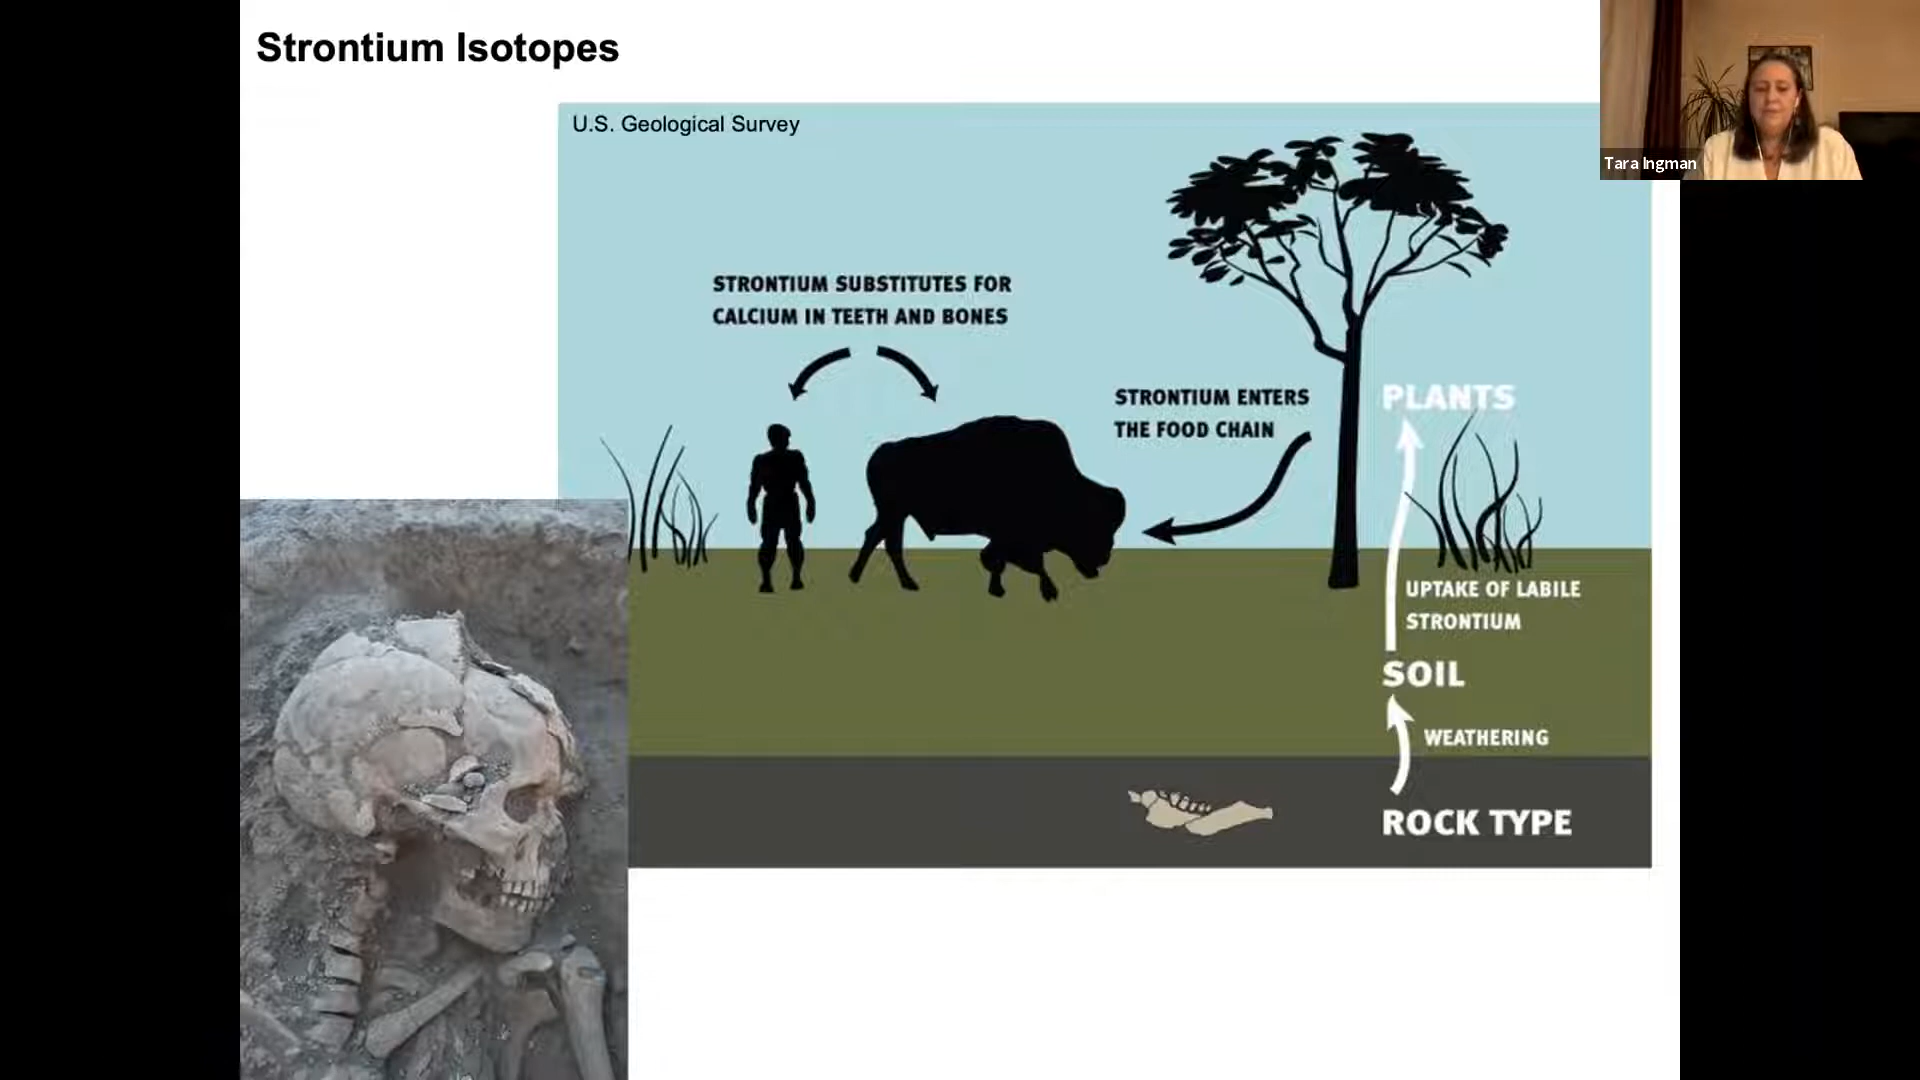 Strontium Isotopes
U.S. Geological Survey
Tara Ingman
STRONTIUM SUBSTITUTES FOR
CALCIUM IN TEETH AND BONES
STRONTIUM ENTERS
THE FOOD CHAIN
PLANTS
UPTAKE OF LABILE
STRONTIUM
SOIL
WEATHERING
ROCK TYPE